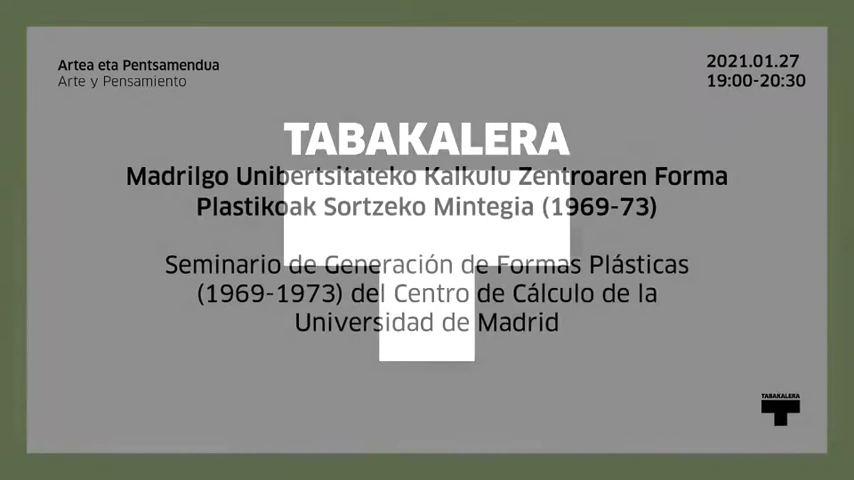 Artea eta Pentsamendua
Arte y Pensamiento
2021.01.27
19:00-20:30
TABAKALERA
Madrilgo Unibertsitateko Kalkulu Zentroaren Forma
Plastikoak Sortzeko Mintegia (1969-73)
Seminario de Generación de Formas Plásticas
(1969-1973) del Centro de Cálculo de la
Universidad de Madrid
TABAKALERA